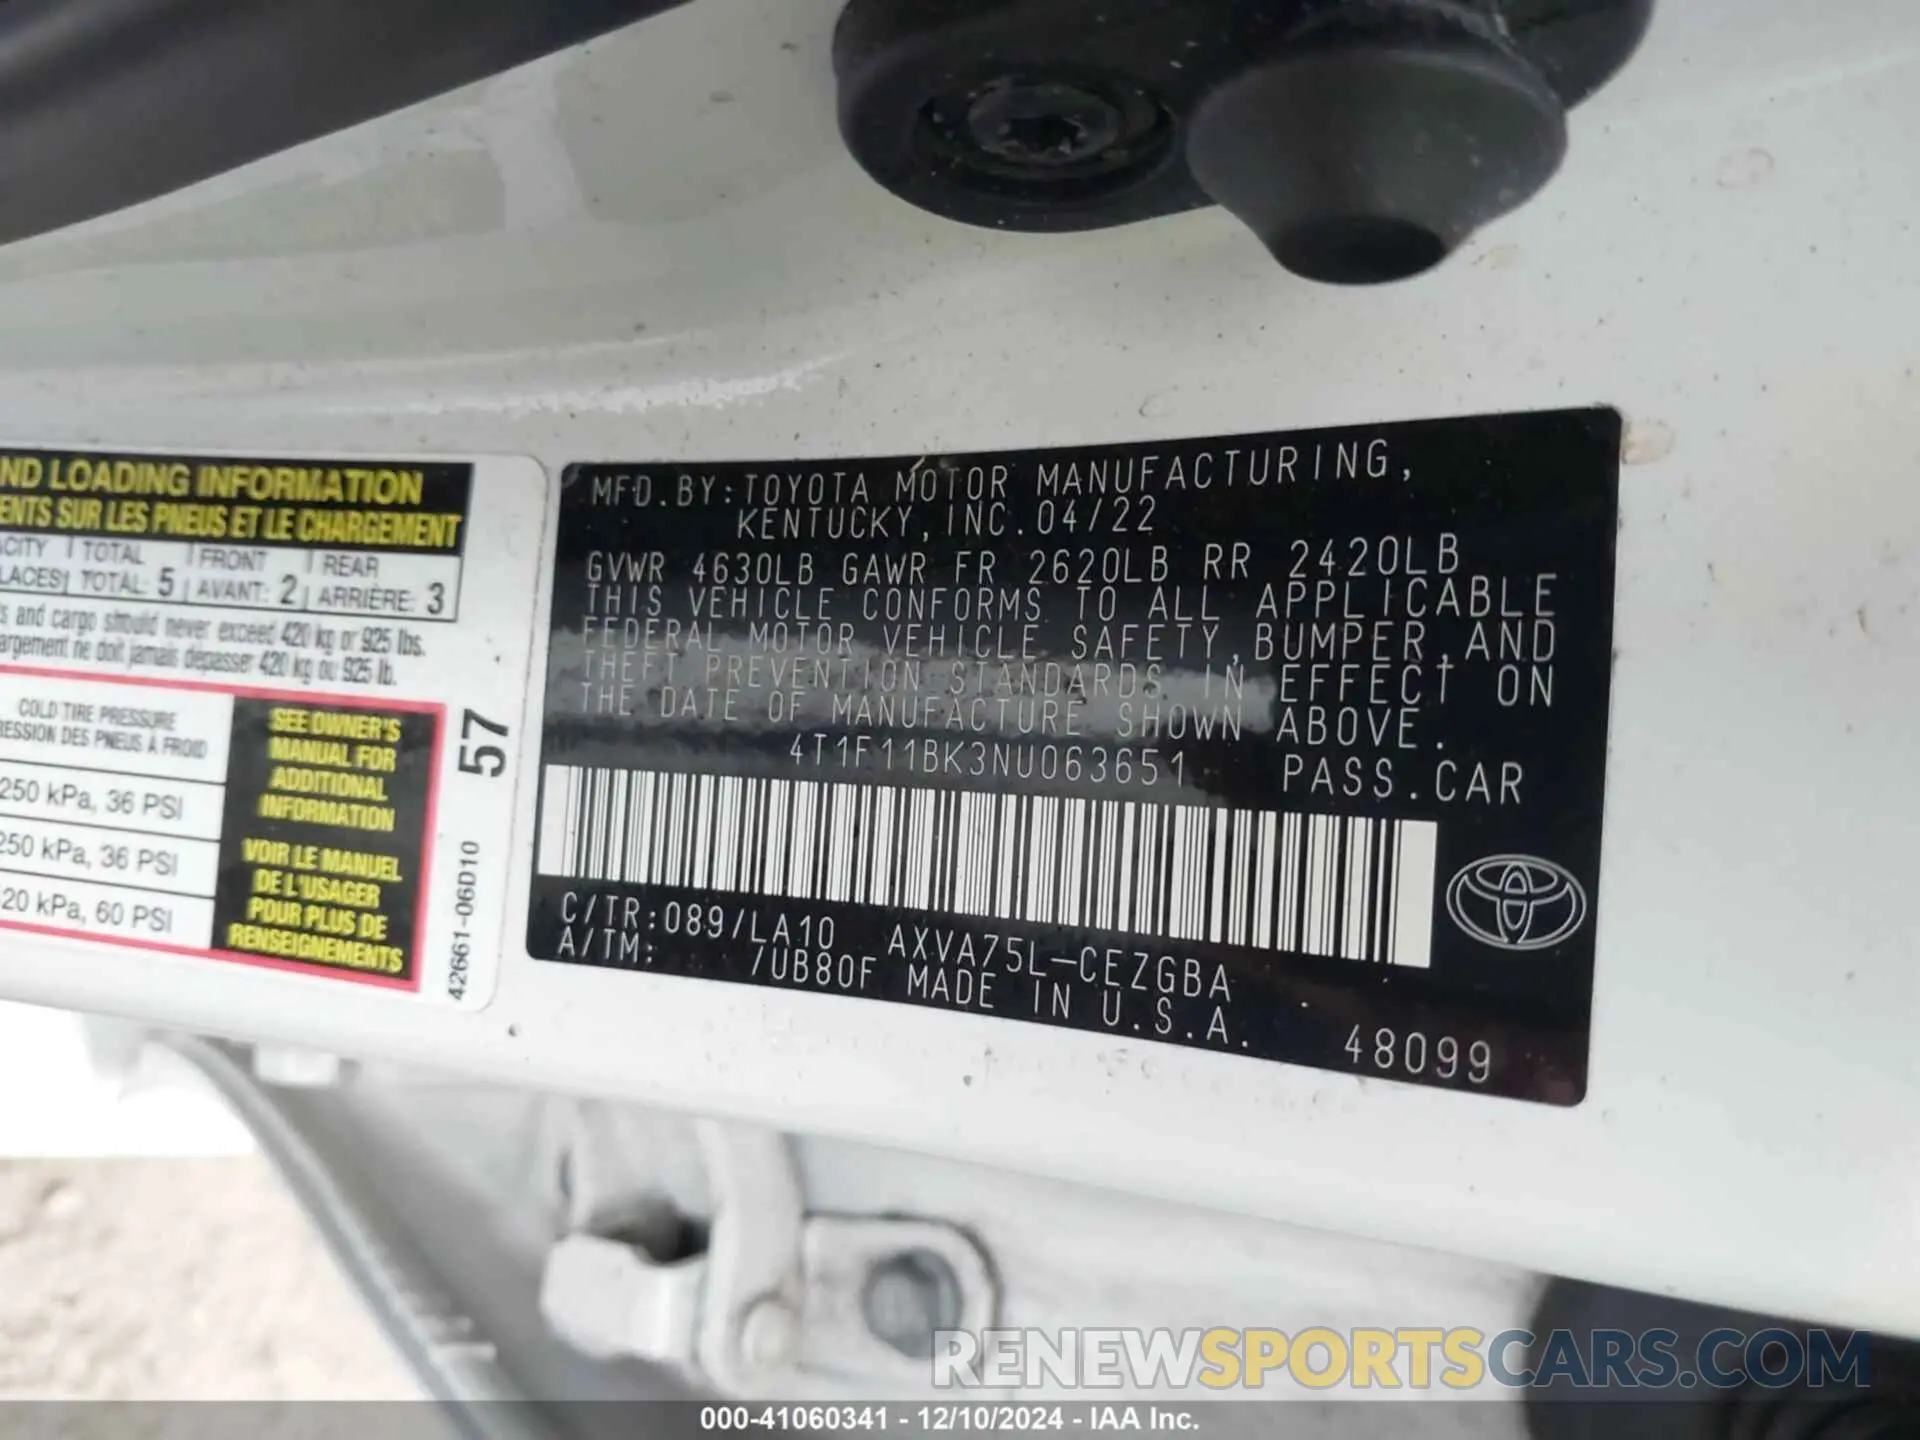 ND LOADING INFORMATION
ENTS SUR LES PNEUS ET LE CHARGEMENT
ACITY TOTAL FRONT REAR
LACES TOTAL: 5 AVANT: 2 ARRIÈRE: 3
s and cargo should never exceed 420 kg or 925 lbs.
argement ne doit jamais dépasser 420 kg ou 925 lb.
COLD TIRE PRESSURE
RESSION DES PNEUS À FROID
250 kPa, 36 PSI
250 kPa, 36 PSI
20 kPa, 60 PSI
SEE OWNER'S
MANUAL FOR
ADDITIONAL
INFORMATION
VOIR LE MANUEL
DE L'USAGER
POUR PLUS DE
RENSEIGNEMENTS
57
42661-06D10
MFD.BY:TOYOTA MOTOR MANUFACTURING,
KENTUCKY,INC.04/22
GVWR 4630LB GAWR FR 2620LB RR 2420LB
THIS VEHICLE CONFORMS TO ALL APPLICABLE
FEDERAL MOTOR VEHICLE SAFETY,BUMPER,AND
THEFT PREVENTION STANDARDS IN EFFECT ON
THE DATE OF MANUFACTURE SHOWN ABOVE.
4T1F11BK3NU063651 PASS.CAR
C/TR:089/LA10 AXVA75L-CEZGBA
A/TM: /UB80F MADE IN U.S.A.
48099
RENEWSPORTSCARS.COM
000-41060341 - 12/10/2024 - IAA Inc.